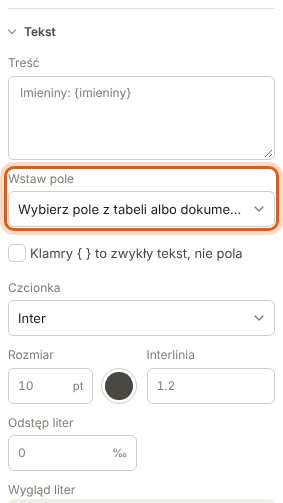 Tekst
Treść
Imieniny: {imieniny}
Wstaw pole
Wybierz pole z tabeli albo dokume...
Klamry { } to zwykły tekst, nie pola
Czcionka
Inter
Rozmiar Interlinia
10 pt 1.2
Odstęp liter
0 ‰
Wygląd liter